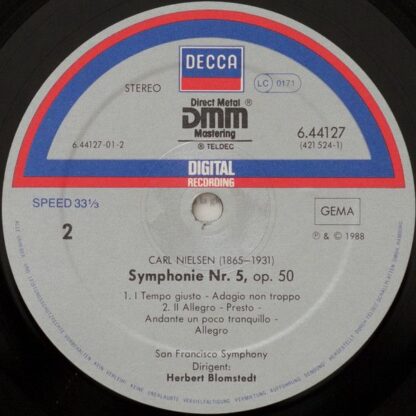 DECCA
STEREO
LC 0171
Direct Metal ®
DMM
Mastering
® TELDEC
6.44127-01-2
6.44127
(421 524-1)
DIGITAL
RECORDING
SPEED 33⅓
GEMA
2
℗ & © 1988
CARL NIELSEN (1865–1931)
Symphonie Nr. 5, op. 50
1. I Tempo giusto - Adagio non troppo
2. II Allegro - Presto -
Andante un poco tranquillo -
Allegro
San Francisco Symphony
Dirigent:
Herbert Blomstedt